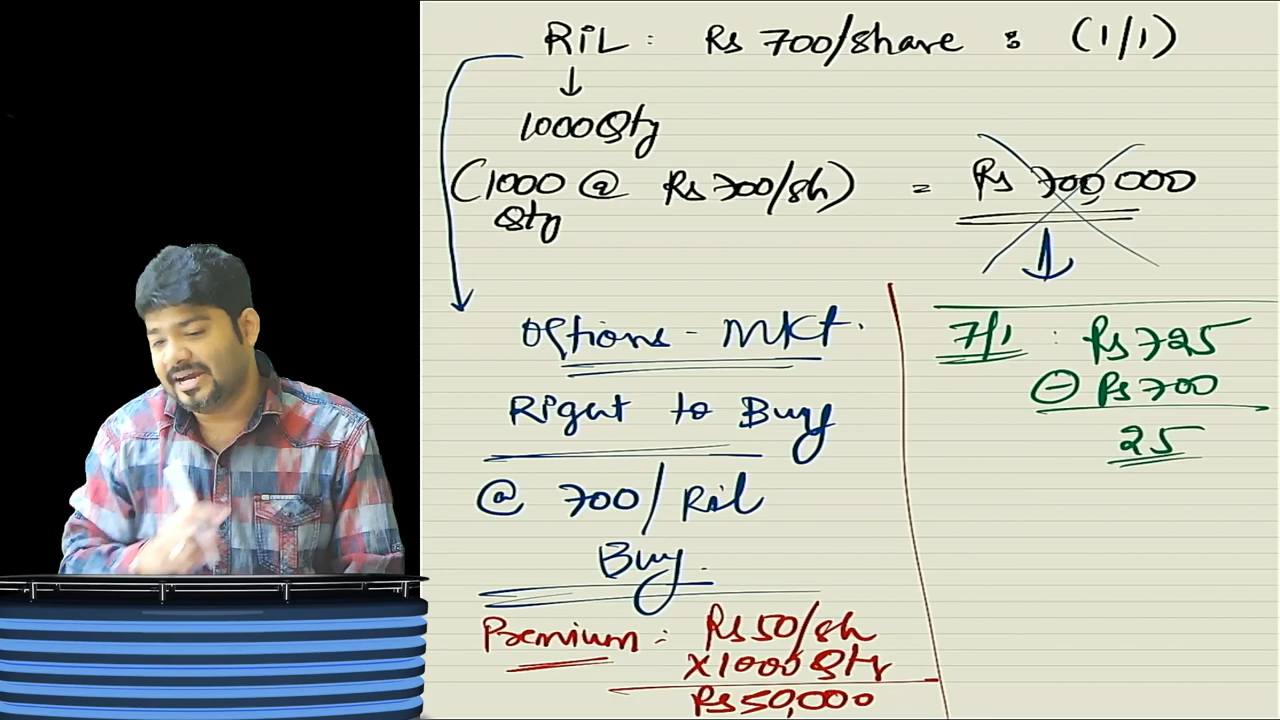 RiL : Rs 700/share : (1/1)
1000 Qty
(1000 @ Rs 700/sh) = Rs 700,000
Qty
Options - MKt.
Right to Buy
@ 700/Ril
Buy.
Premium : Rs 50/sh
X1000 Qty
Rs 50,000
7/1 : Rs 725
- Rs 700
25